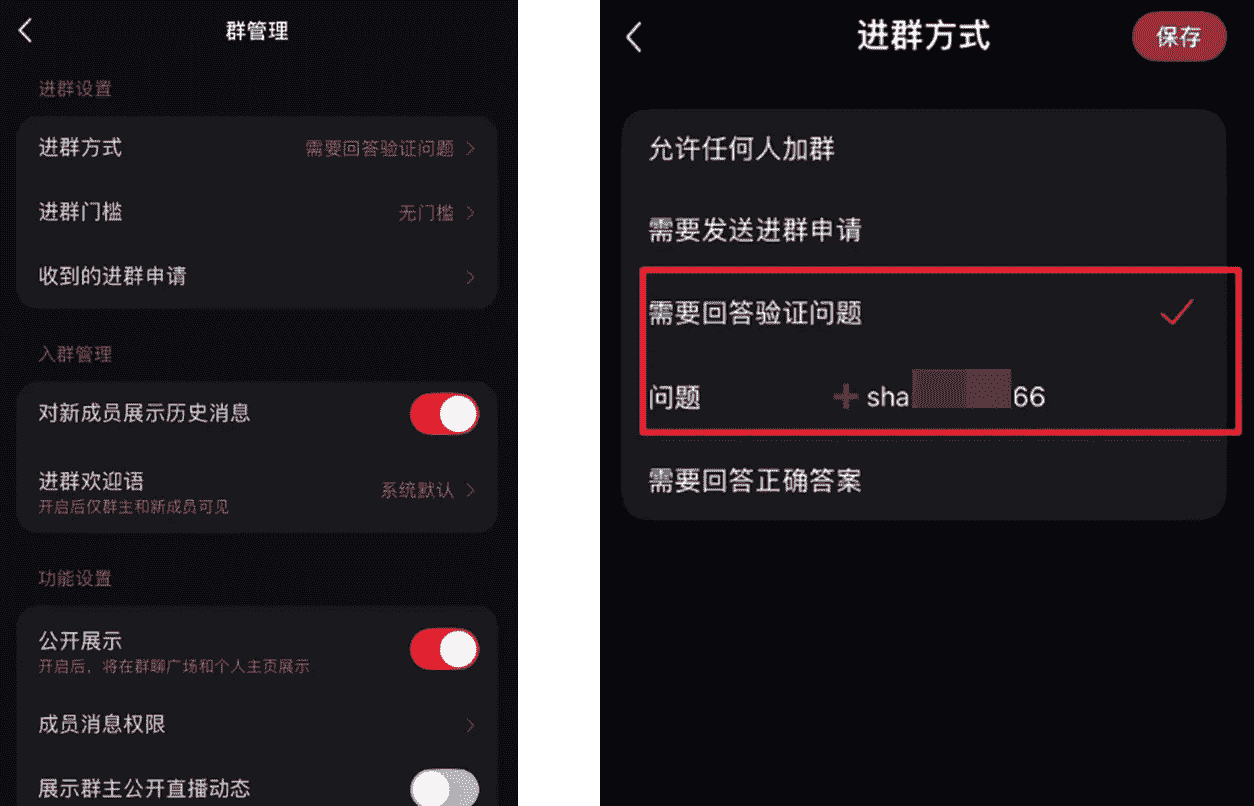 群管理
进群设置
进群方式 需要回答验证问题
进群门槛 无门槛
收到的进群申请
入群管理
对新成员展示历史消息
进群欢迎语 系统默认
开启后仅群主和新成员可见
功能设置
公开展示
开启后，将在群聊广场和个人主页展示
成员消息权限
展示群主公开直播动态
进群方式 保存
允许任何人加群
需要发送进群申请
需要回答验证问题
问题 + sha 66
需要回答正确答案